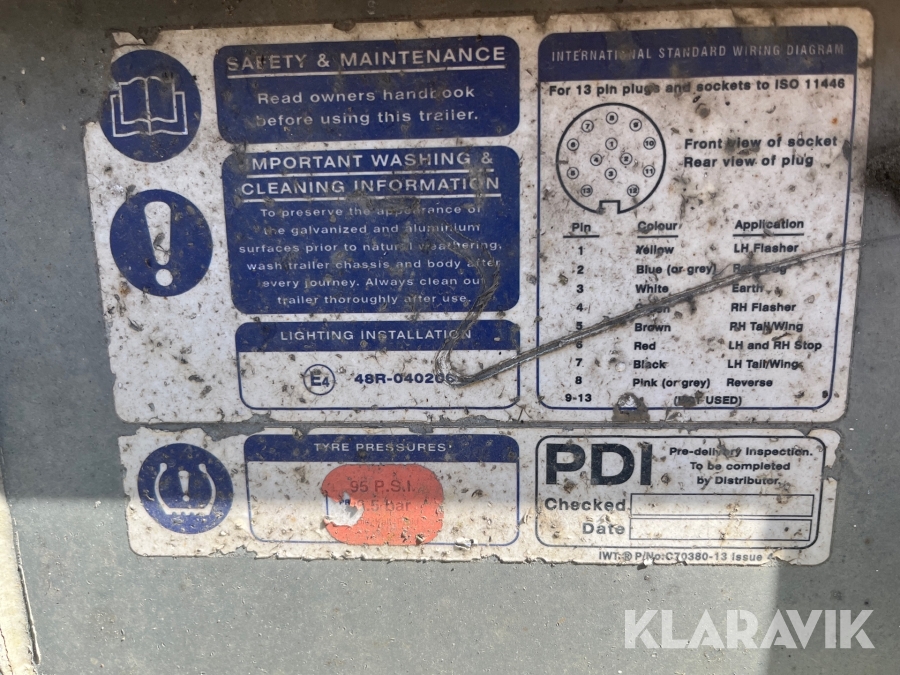 SAFETY & MAINTENANCE
Read owners handbook
before using this trailer.
IMPORTANT WASHING &
CLEANING INFORMATION
To preserve the appearance of
the galvanized and aluminium
surfaces prior to natural weathering,
wash trailer chassis and body after
every journey. Always clean out
trailer thoroughly after use.
LIGHTING INSTALLATION
E4 48R-040206
INTERNATIONAL STANDARD WIRING DIAGRAM
For 13 pin plugs and sockets to ISO 11446
Front view of socket
Rear view of plug
Pin Colour Application
1 Yellow LH Flasher
2 Blue (or grey)
3 White Earth
4 RH Flasher
5 Brown RH Tail/Wing
6 Red LH and RH Stop
7 Black LH Tail/Wing
8 Pink (or grey) Reverse
9-13 (NOT USED)
TYRE PRESSURES
95 P.S.I.
.5 Bar
PDI
Pre-delivery Inspection.
To be completed
by Distributor.
Checked
Date
IWT ® P/No:C70380-13 Issue
KLARAVIK